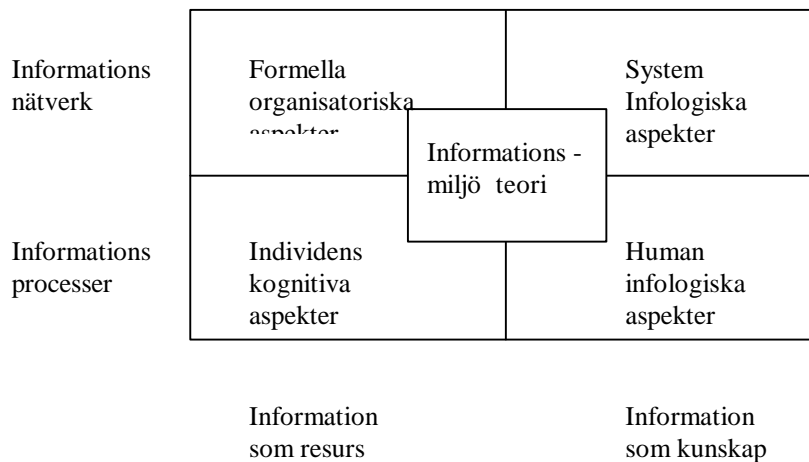 Informations
nätverk
Formella
organisatoriska
aspekter
System
Infologiska
aspekter
Informations -
miljö teori
Informations
processer
Individens
kognitiva
aspekter
Human
infologiska
aspekter
Information
som resurs
Information
som kunskap